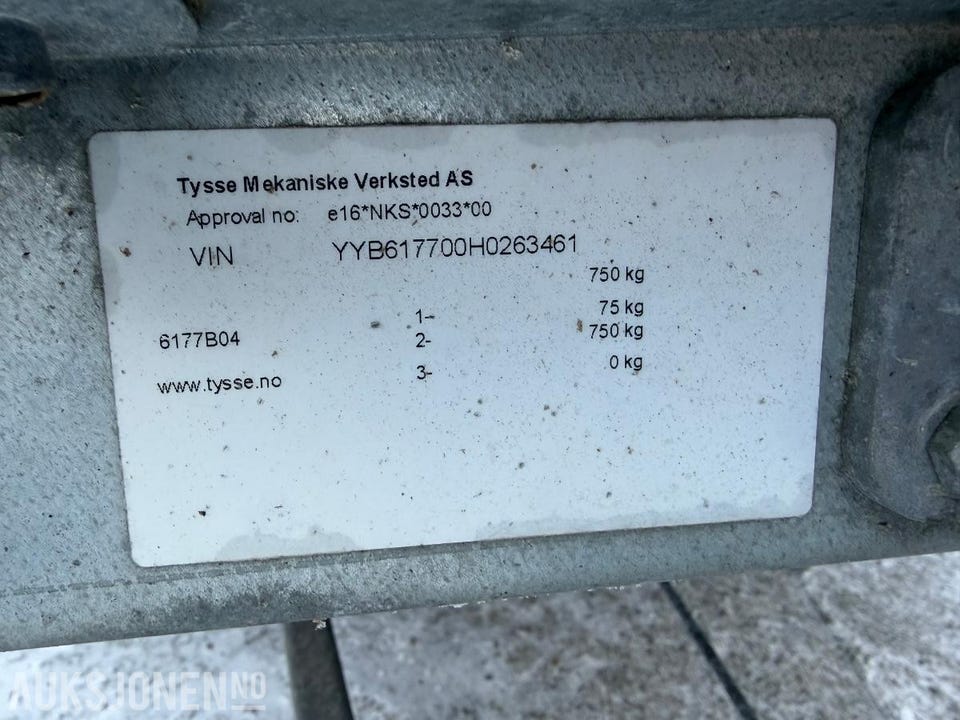 Tysse Mekaniske Verksted AS
Approval no: e16*NKS*0033*00
VIN YYB617700H0263461
750 kg
1- 75 kg
6177B04 2- 750 kg
www.tysse.no 3- 0 kg
AUKSJONEN.NO